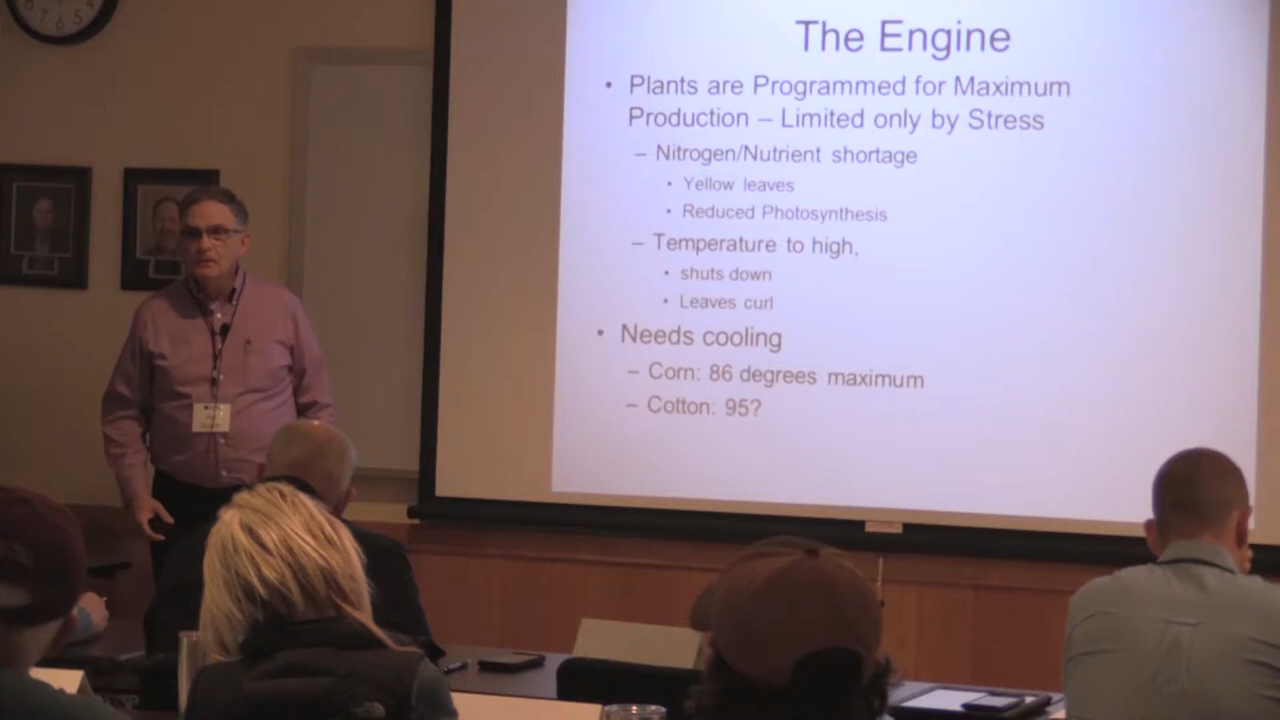 The Engine
• Plants are Programmed for Maximum
Production – Limited only by Stress
– Nitrogen/Nutrient shortage
• Yellow leaves
• Reduced Photosynthesis
– Temperature to high,
• shuts down
• Leaves curl
• Needs cooling
– Corn: 86 degrees maximum
– Cotton: 95?